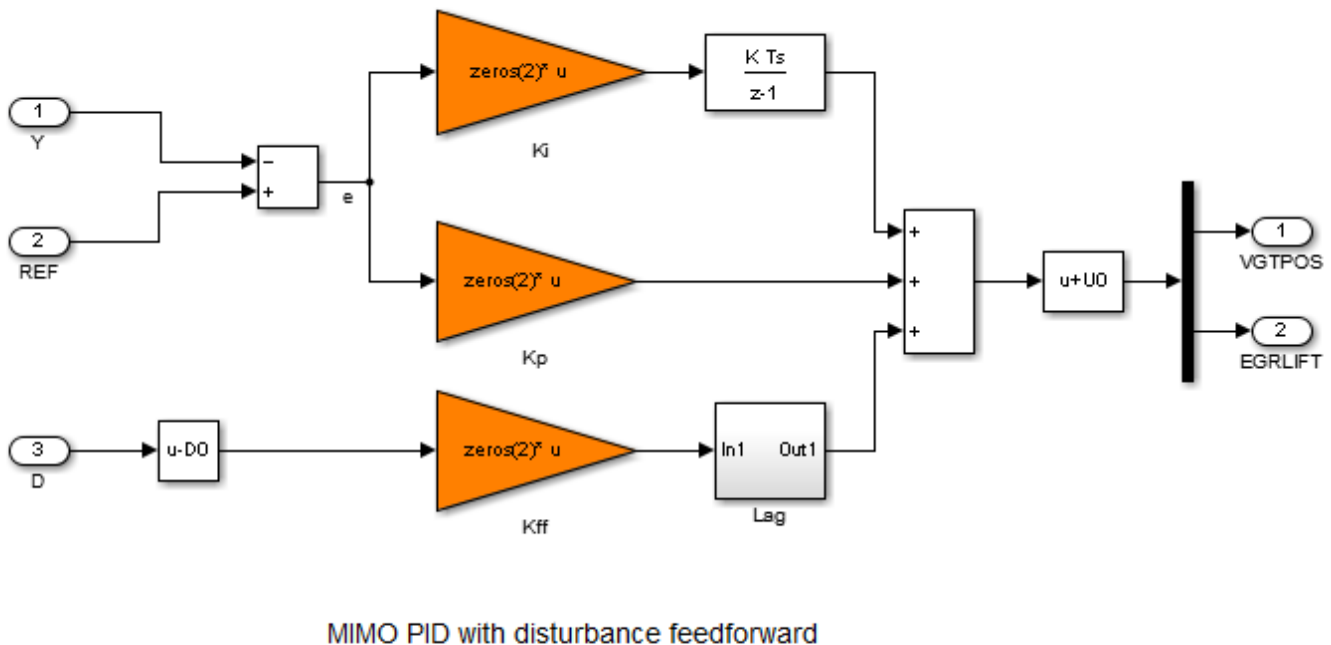 zeros(2)* u
K Ts
z-1
Ki
1
Y
−
+
e
2
REF
zeros(2)* u
Kp
+
+
+
u+U0
1
VGTPOS
2
EGRLIFT
3
D
u-D0
zeros(2)* u
Kff
In1 Out1
Lag
MIMO PID with disturbance feedforward